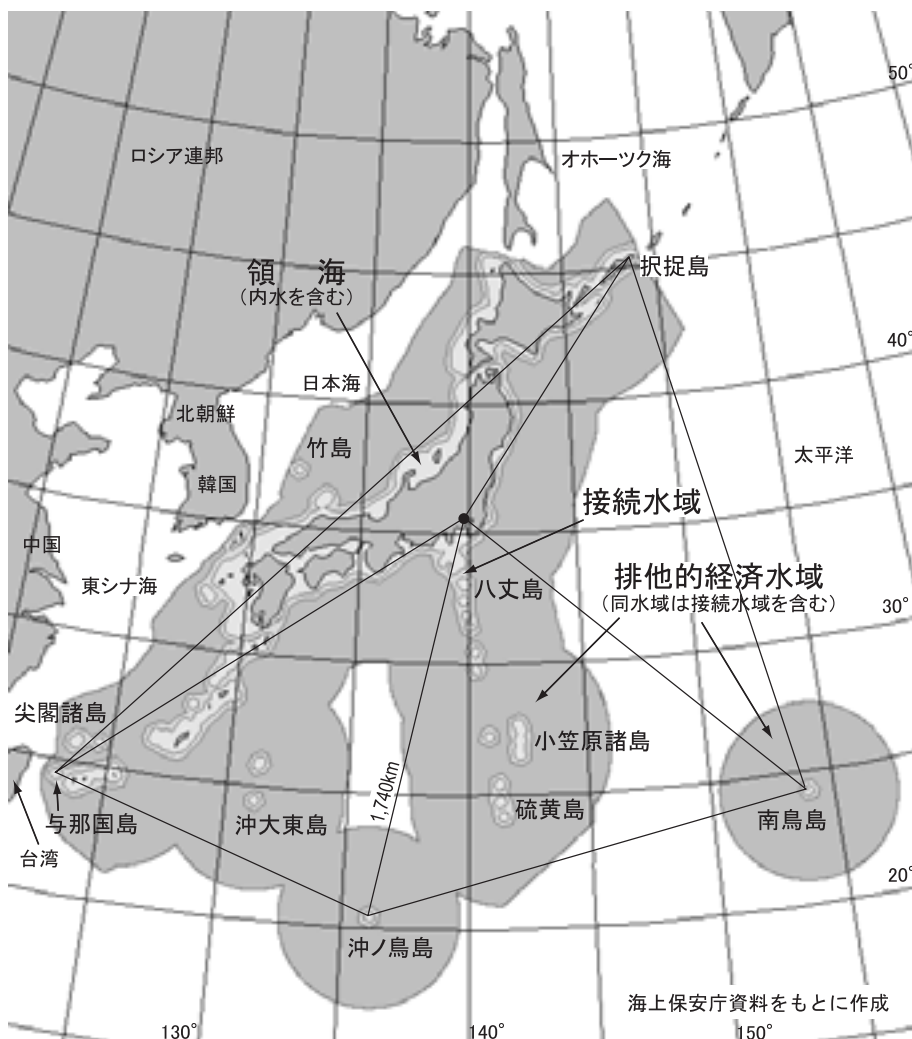 50°
ロシア連邦
オホーツク海
択捉島
領 海
（内水を含む）
40°
日本海
北朝鮮
竹島
太平洋
韓国
接続水域
中国
排他的経済水域
東シナ海
八丈島
（同水域は接続水域を含む）
30°
尖閣諸島
小笠原諸島
1,740km
硫黄島
与那国島
沖大東島
南鳥島
台湾
20°
沖ノ鳥島
海上保安庁資料をもとに作成
130°
140°
150°